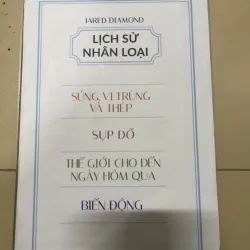 JARED DIAMOND
LỊCH SỬ
NHÂN LOẠI
SÚNG, VI TRÙNG
VÀ THÉP
SỤP ĐỔ
THẾ GIỚI CHO ĐẾN
NGÀY HÔM QUA
BIẾN ĐỘNG